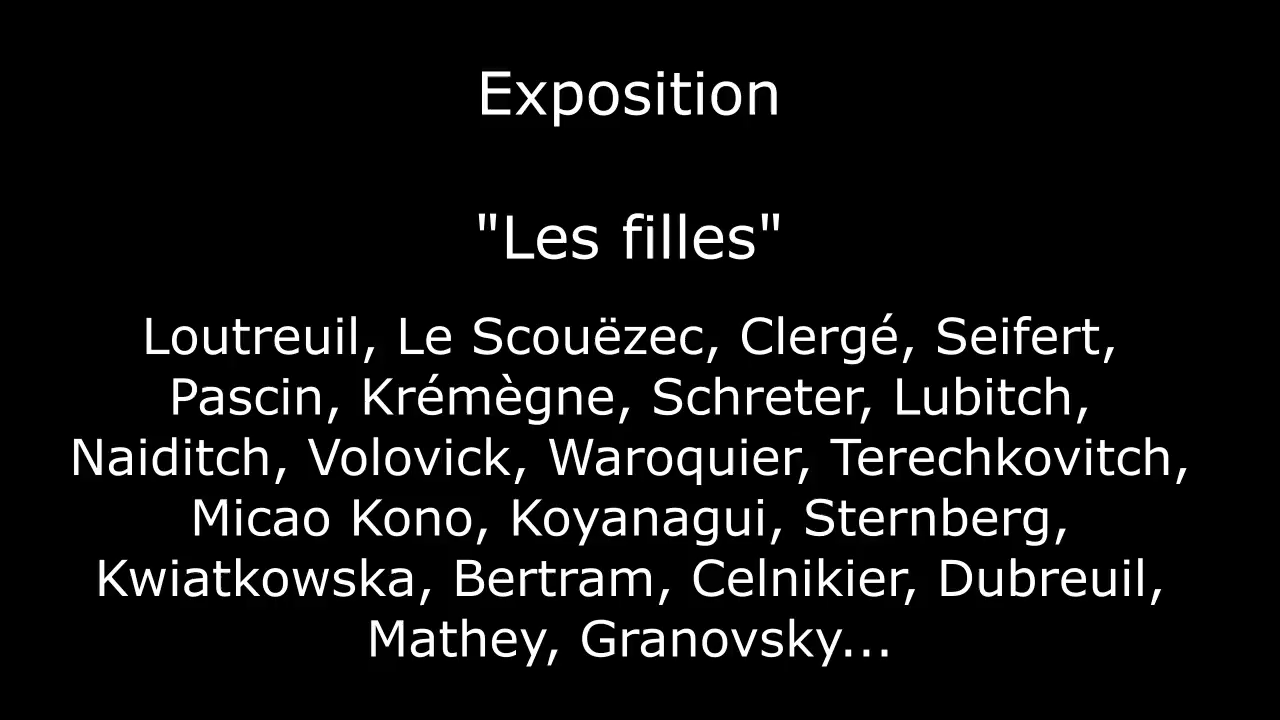 Exposition
"Les filles"
Loutreuil, Le Scouëzec, Clergé, Seifert,
Pascin, Krémègne, Schreter, Lubitch,
Naiditch, Volovick, Waroquier, Terechkovitch,
Micao Kono, Koyanagui, Sternberg,
Kwiatkowska, Bertram, Celnikier, Dubreuil,
Mathey, Granovsky...